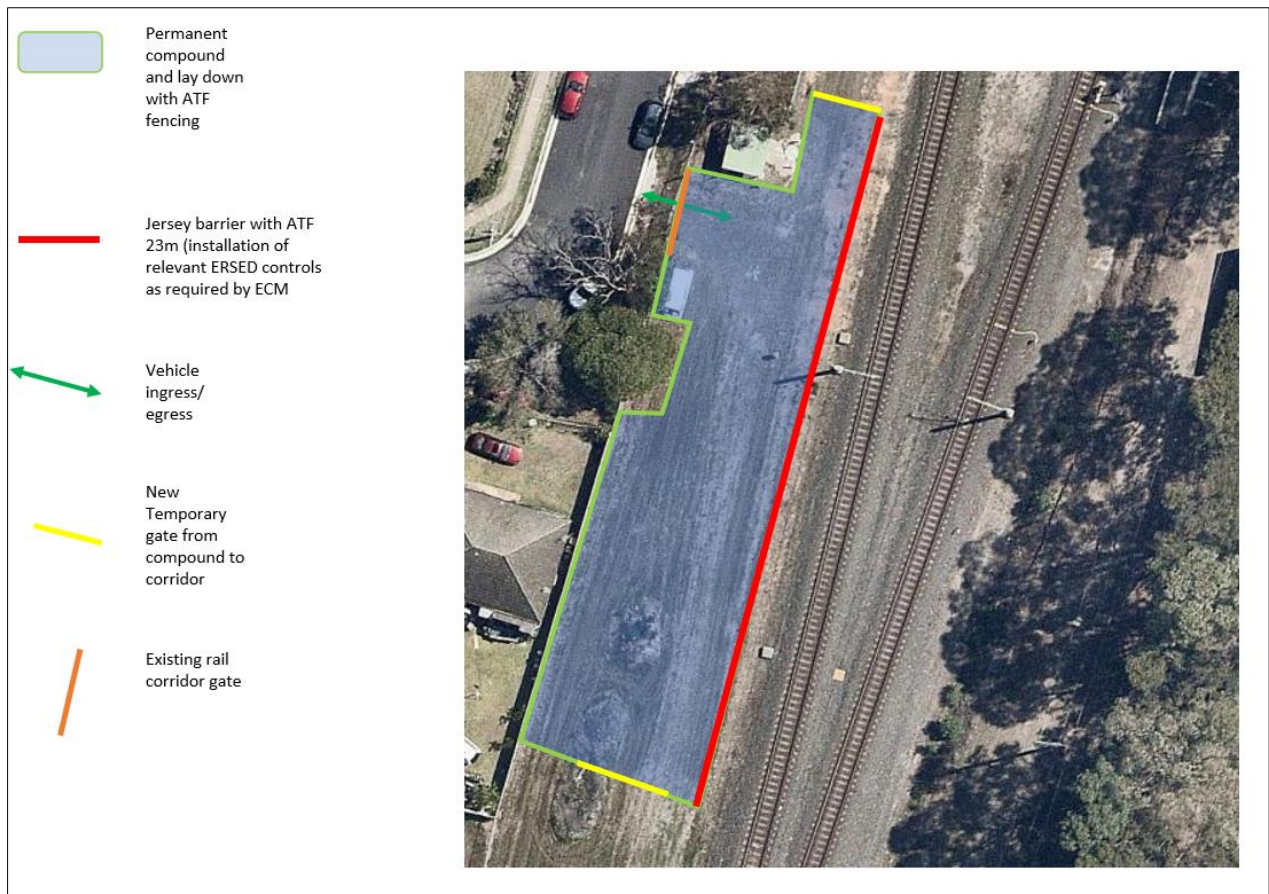 Permanent
compound
and lay down
with ATF
fencing
Jersey barrier with ATF
23m (installation of
relevant ERSED controls
as required by ECM
Vehicle
ingress/
egress
New
Temporary
gate from
compound to
corridor
Existing rail
corridor gate